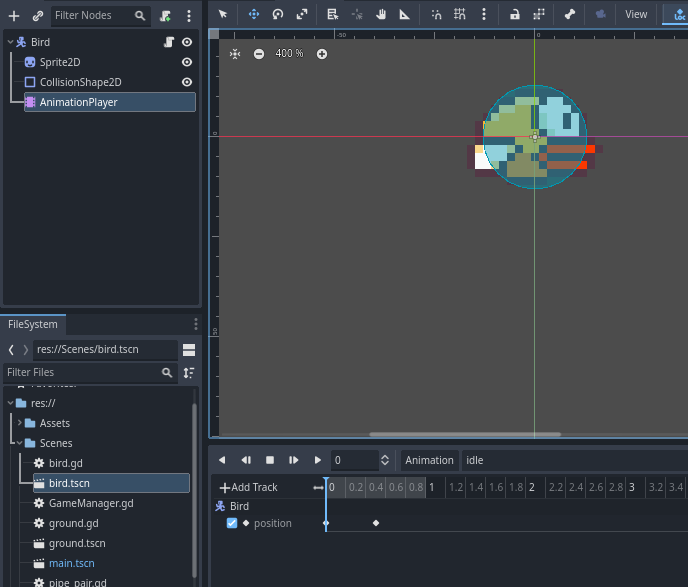 Filter Nodes
View
Bird
Sprite2D
CollisionShape2D
AnimationPlayer
-50
0
400 %
0
50
FileSystem
res://Scenes/bird.tscn
Filter Files
res://
Assets
Scenes
bird.gd
bird.tscn
GameManager.gd
ground.gd
ground.tscn
main.tscn
pipe_pair.gd
0
Animation
idle
Add Track
0 0.2 0.4 0.6 0.8 1 1.2 1.4 1.6 1.8 2 2.2 2.4 2.6 2.8 3 3.2 3.4
Bird
position